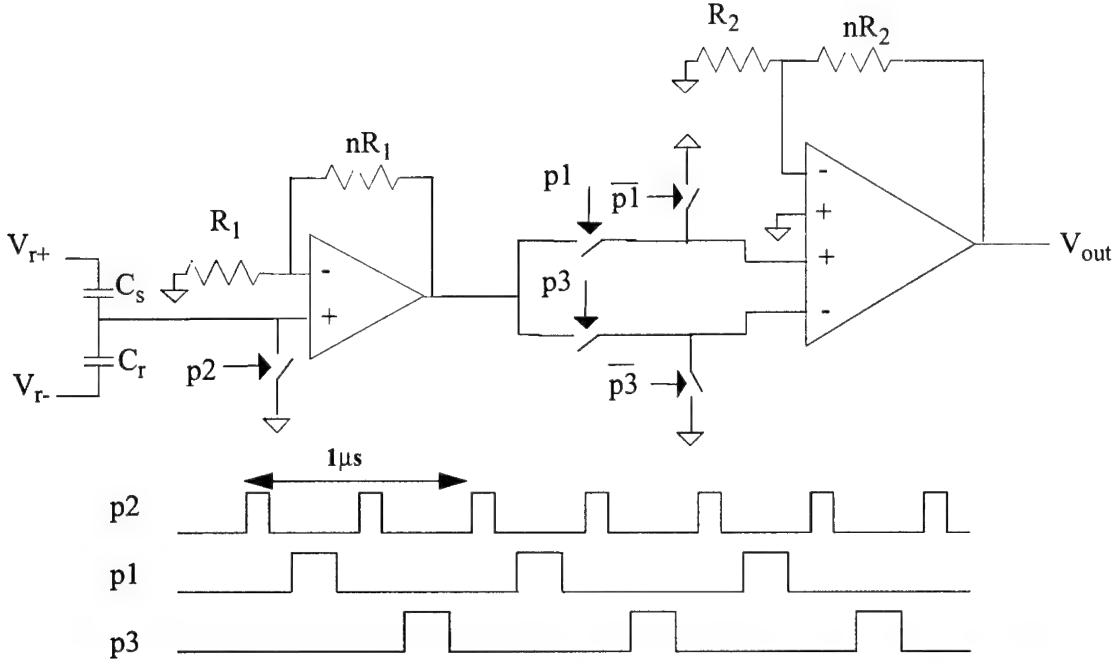 R2
nR2
nR1
p1
p1
R1
Vr+
Vout
-
+
+
-
-
+
Cs
p3
Cr
p2
p3
Vr-
1μs
p2
p1
p3